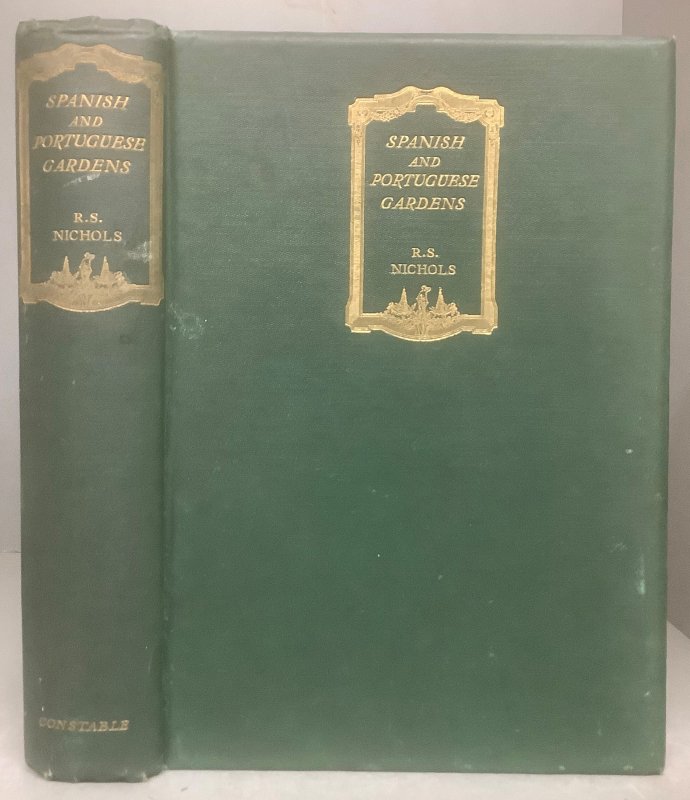 SPANISH
AND
PORTUGUESE
GARDENS
R.S.
NICHOLS
CONSTABLE
SPANISH
AND
PORTUGUESE
GARDENS
R.S.
NICHOLS